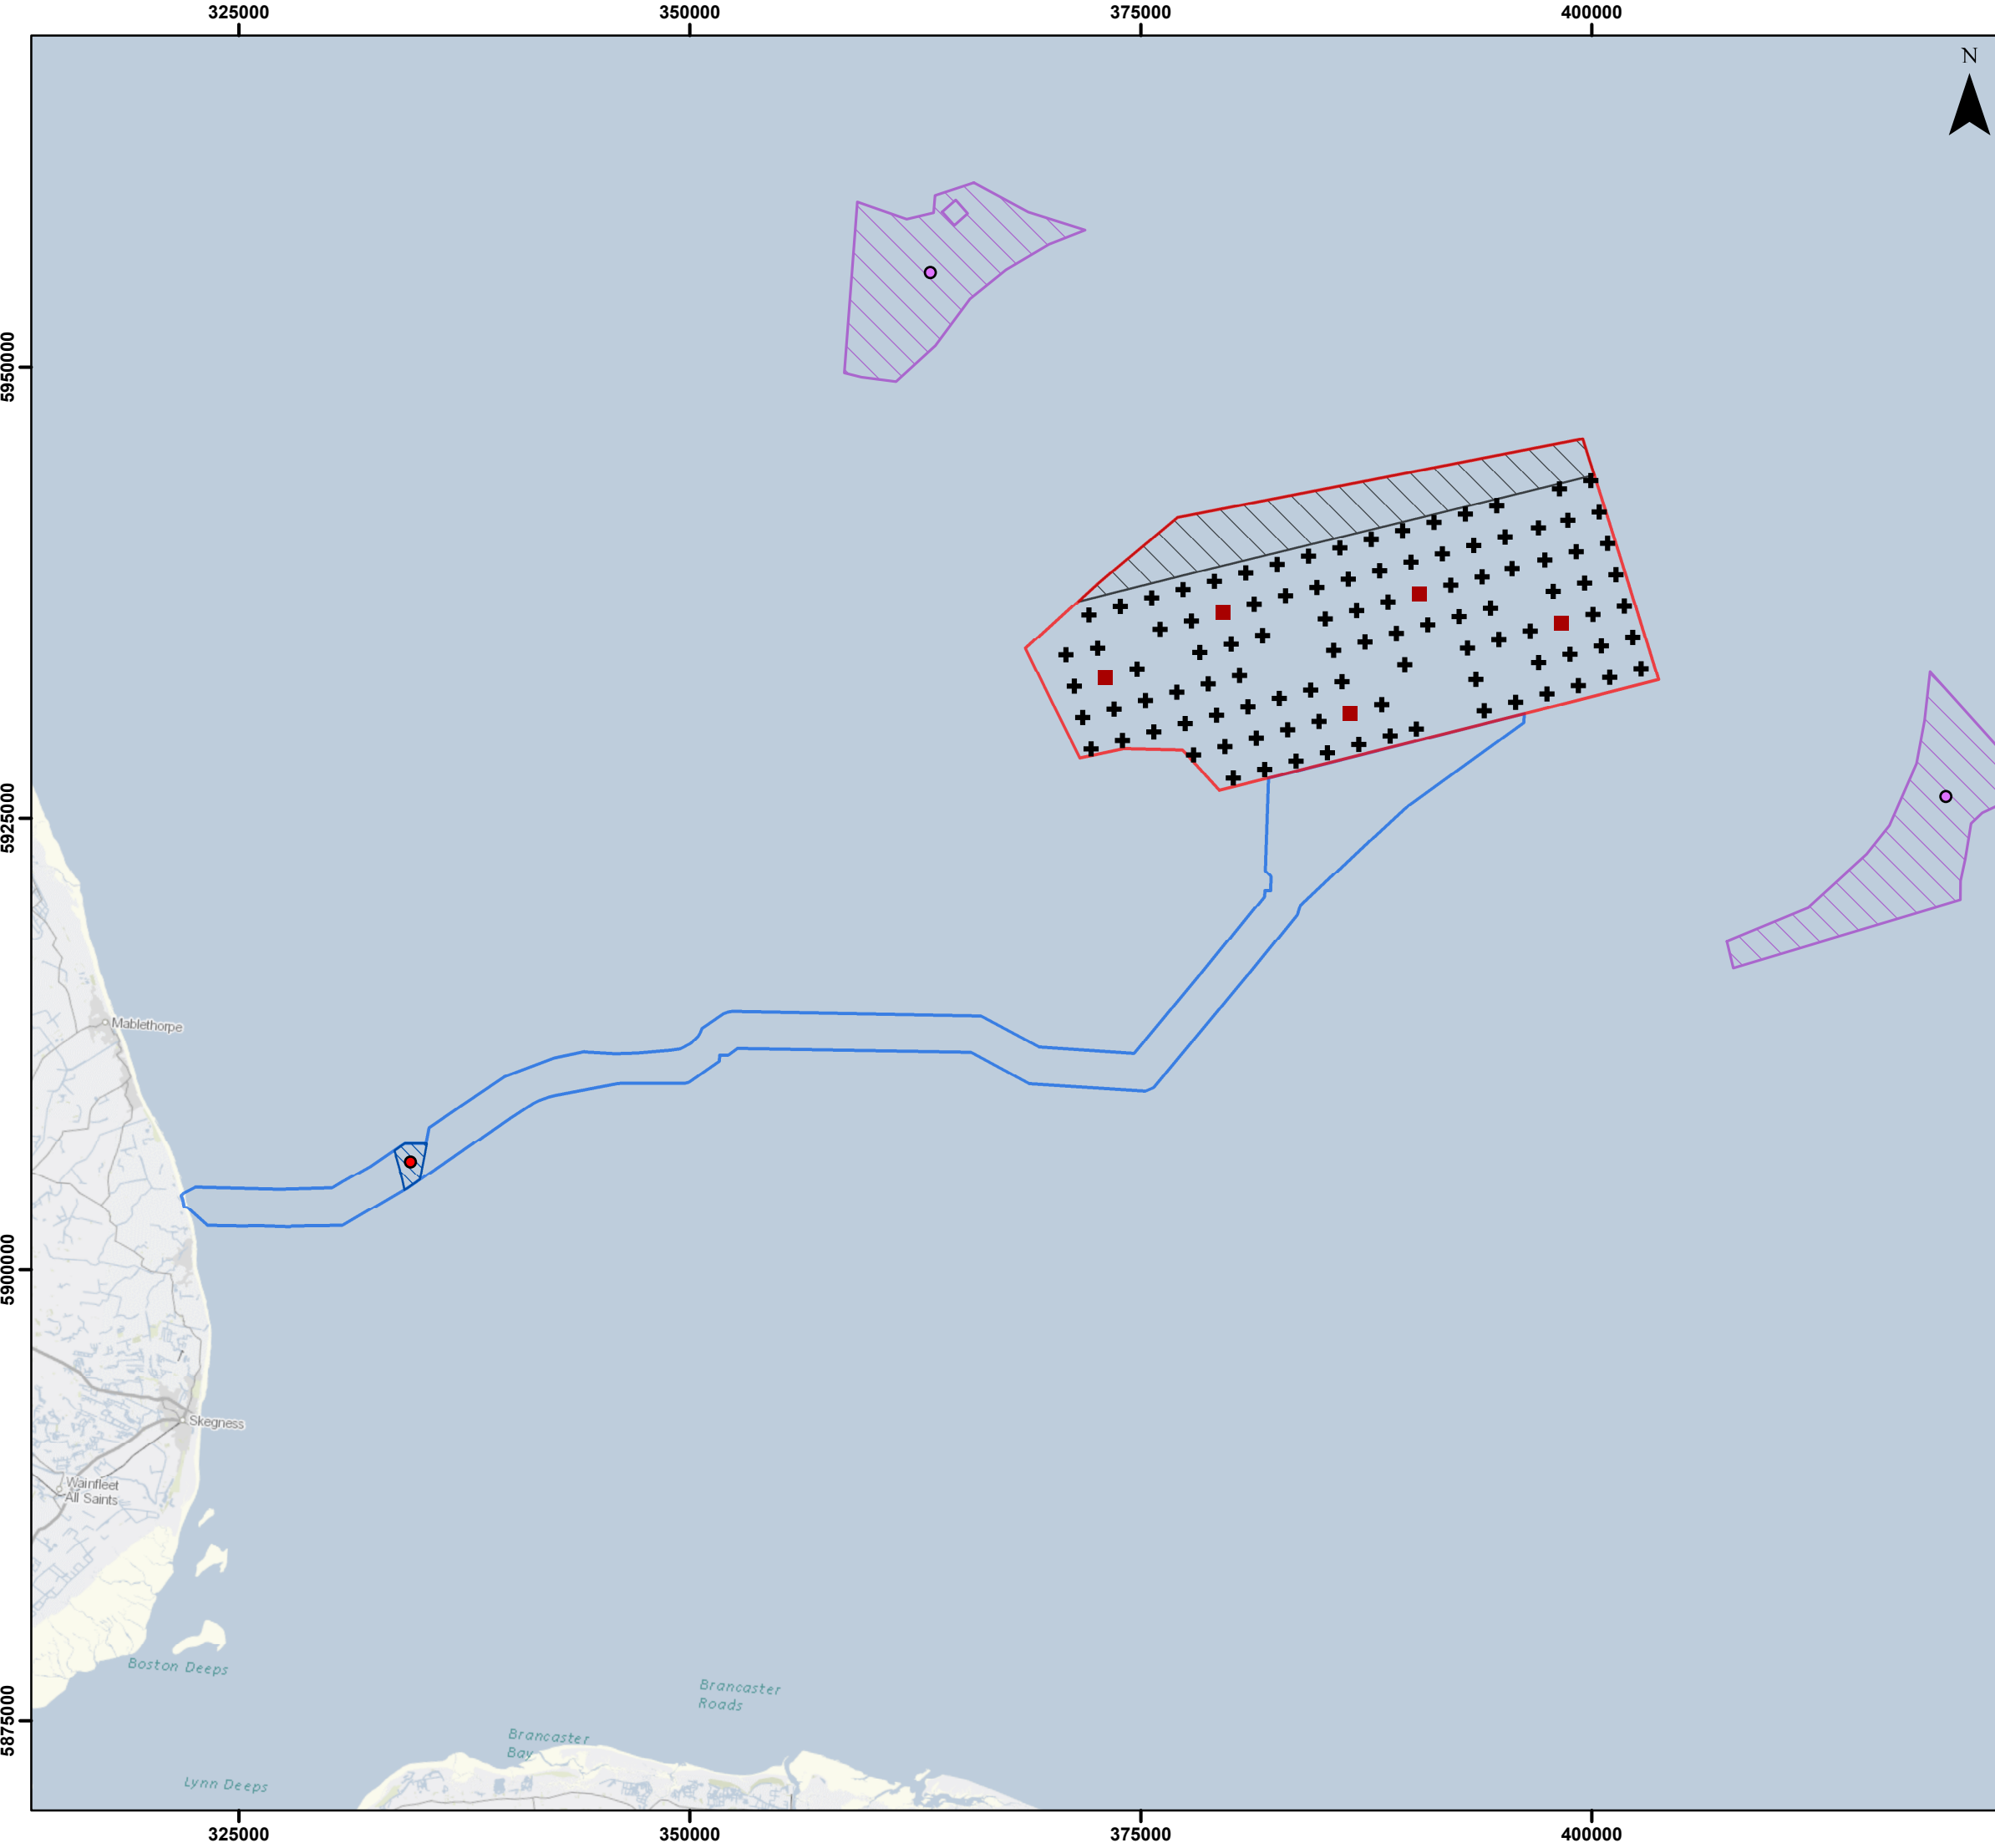 325000
350000
375000
400000
N
5950000
5925000
Mablethorpe
5900000
Skegness
Wainfleet
All Saints
Boston Deeps
Brancaster
Roads
5875000
Brancaster
Bay
Lynn Deeps
325000
350000
375000
400000